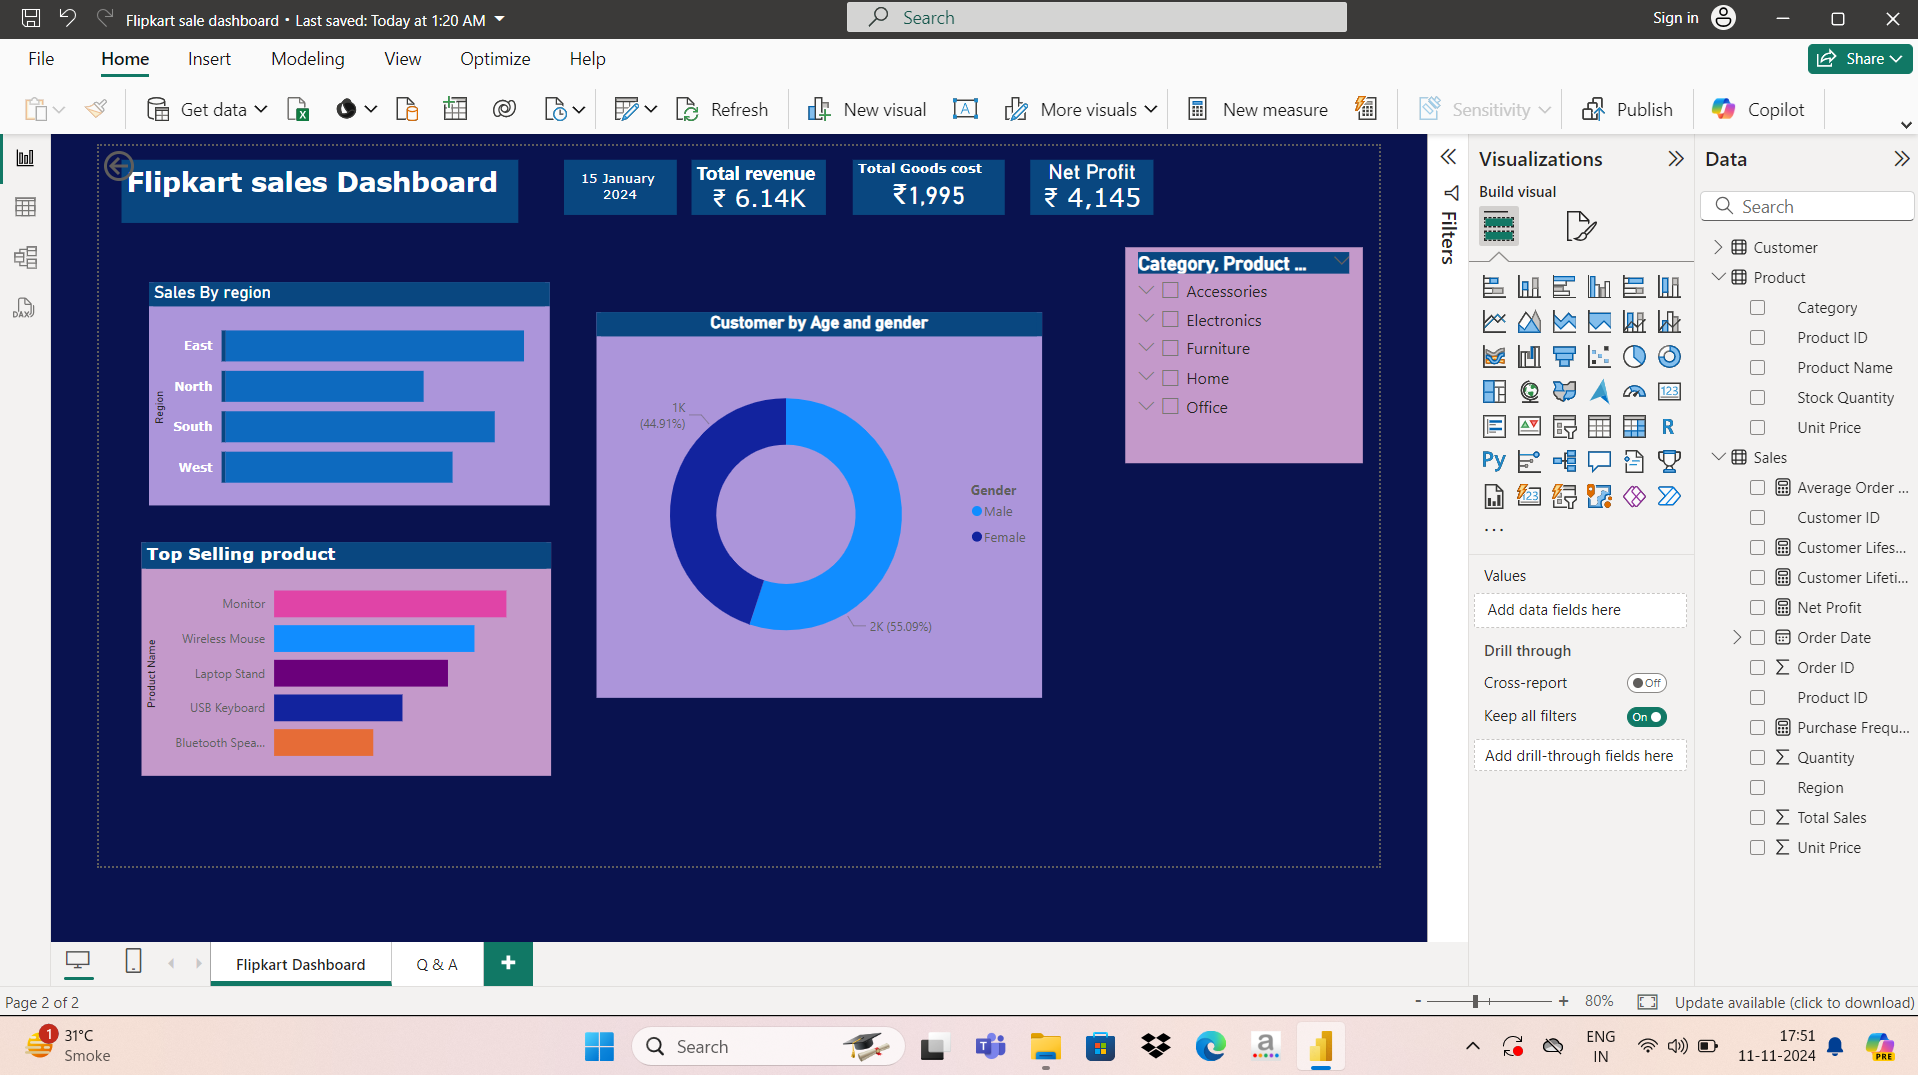 Flipkart sale dashboard • Last saved: Today at 1:20 AM
Search
Sign in
File
Home
Insert
Modeling
View
Optimize
Help
Share
Get data
Refresh
New visual
A
More visuals
New measure
Sensitivity
Publish
Copilot
DAX
Flipkart sales Dashboard
15 January
2024
Total revenue
₹ 6.14K
Total Goods cost
₹1,995
Net Profit
₹ 4,145
Sales By region
Region
East
North
South
West
Top Selling product
Product Name
Monitor
Wireless Mouse
Laptop Stand
USB Keyboard
Bluetooth Spea...
Customer by Age and gender
1K
(44.91%)
2K (55.09%)
Gender
Male
Female
Category, Product ...
Accessories
Electronics
Furniture
Home
Office
Filters
Visualizations
Build visual
123
R
Py
123
...
Values
Add data fields here
Drill through
Cross-report
Off
Keep all filters
On
Add drill-through fields here
Data
Search
Customer
Product
Category
Product ID
Product Name
Stock Quantity
Unit Price
Sales
Average Order ...
Customer ID
Customer Lifes...
Customer Lifeti...
Net Profit
Order Date
Order ID
Product ID
Purchase Frequ...
Quantity
Region
Total Sales
Unit Price
Flipkart Dashboard
Q & A
+
Page 2 of 2
- + 80%
Update available (click to download)
1
31°C
Smoke
Search
a
ENG
IN
17:51
11-11-2024
PRE